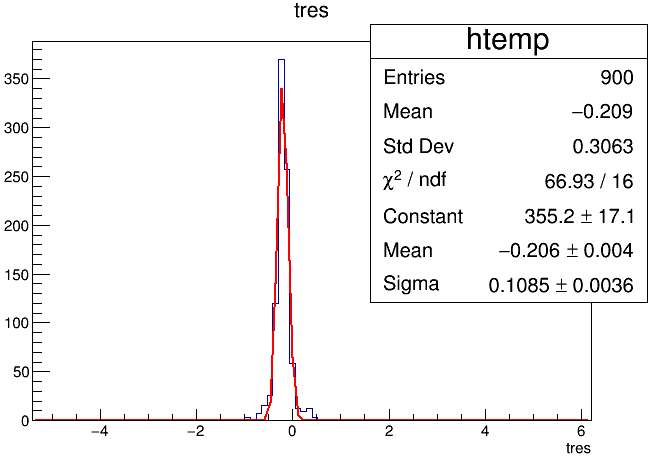 tres
htemp
Entries 900
Mean −0.209
Std Dev 0.3063
χ² / ndf 66.93 / 16
Constant 355.2 ± 17.1
Mean −0.206 ± 0.004
Sigma 0.1085 ± 0.0036
350
300
250
200
150
100
50
0
−4 −2 0 2 4 6
tres